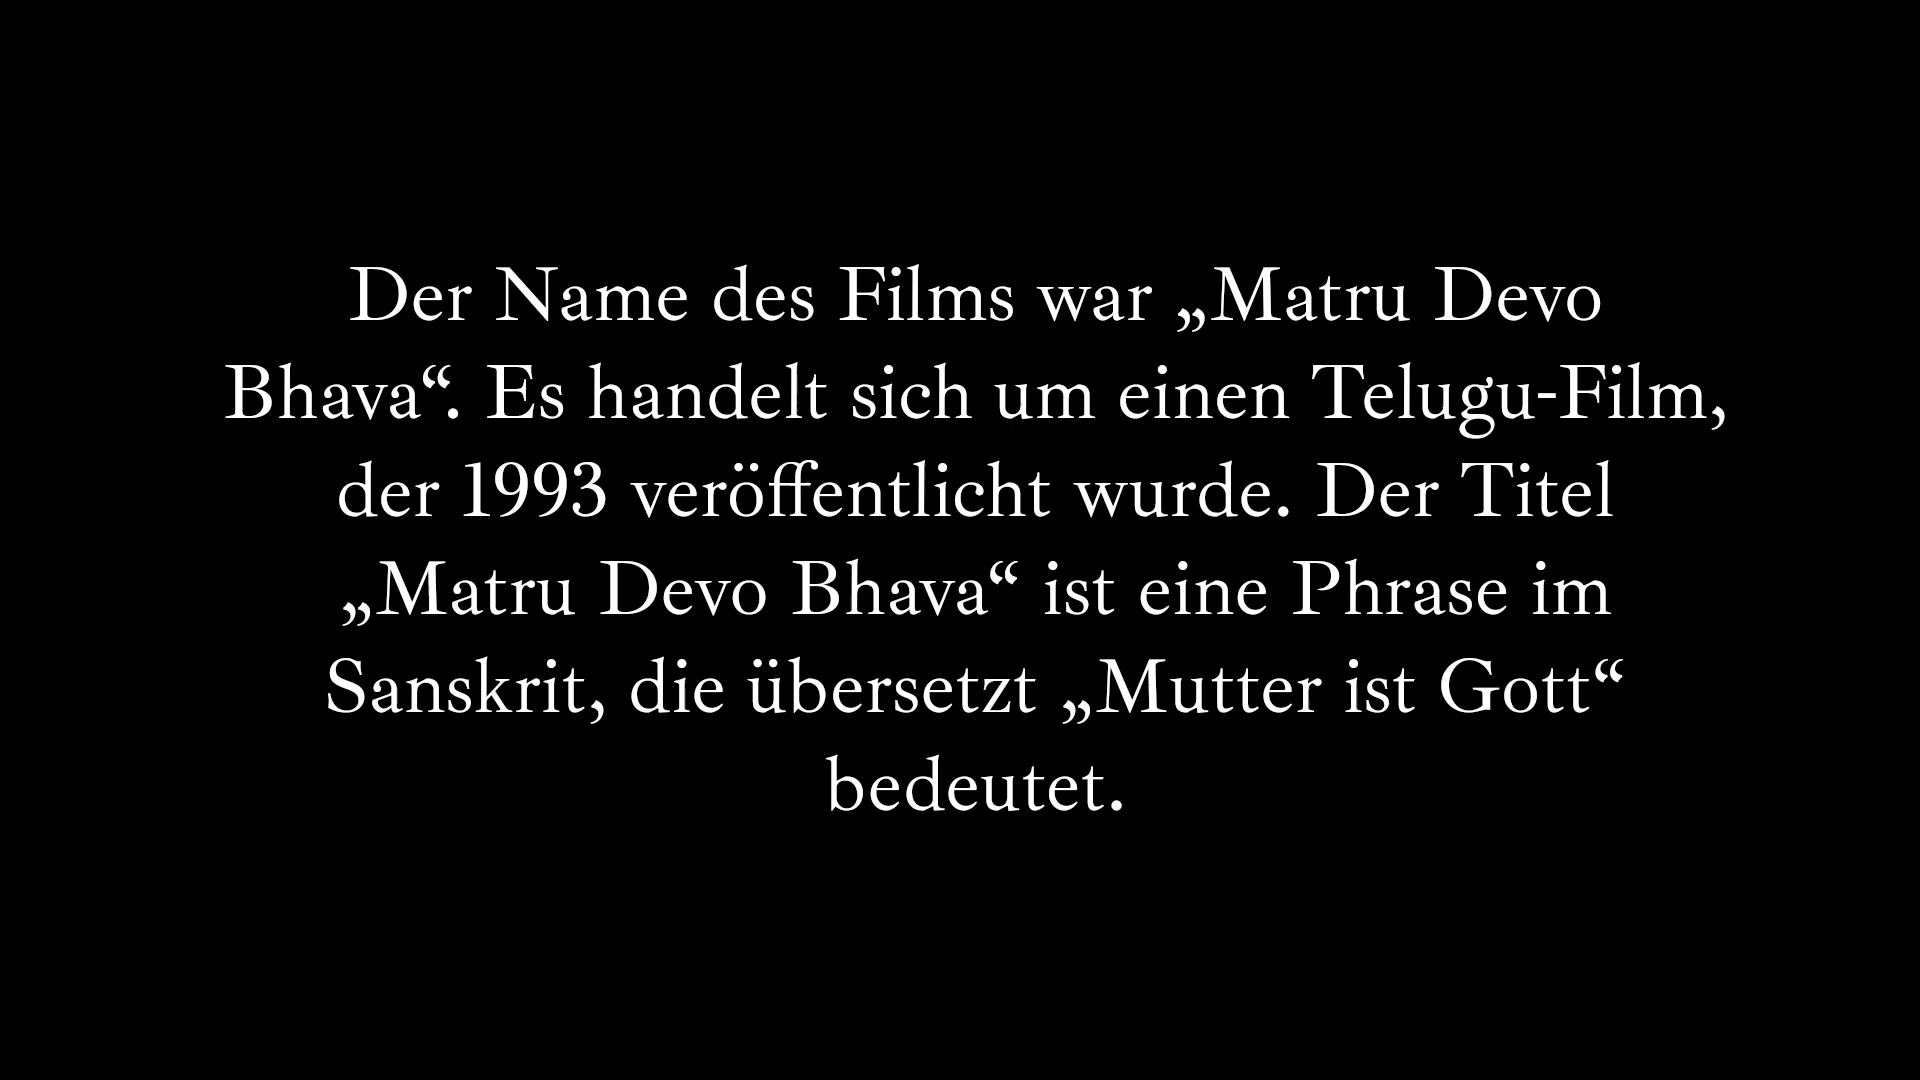 Der Name des Films war „Matru Devo
Bhava“. Es handelt sich um einen Telugu-Film,
der 1993 veröffentlicht wurde. Der Titel
„Matru Devo Bhava“ ist eine Phrase im
Sanskrit, die übersetzt „Mutter ist Gott“
bedeutet.